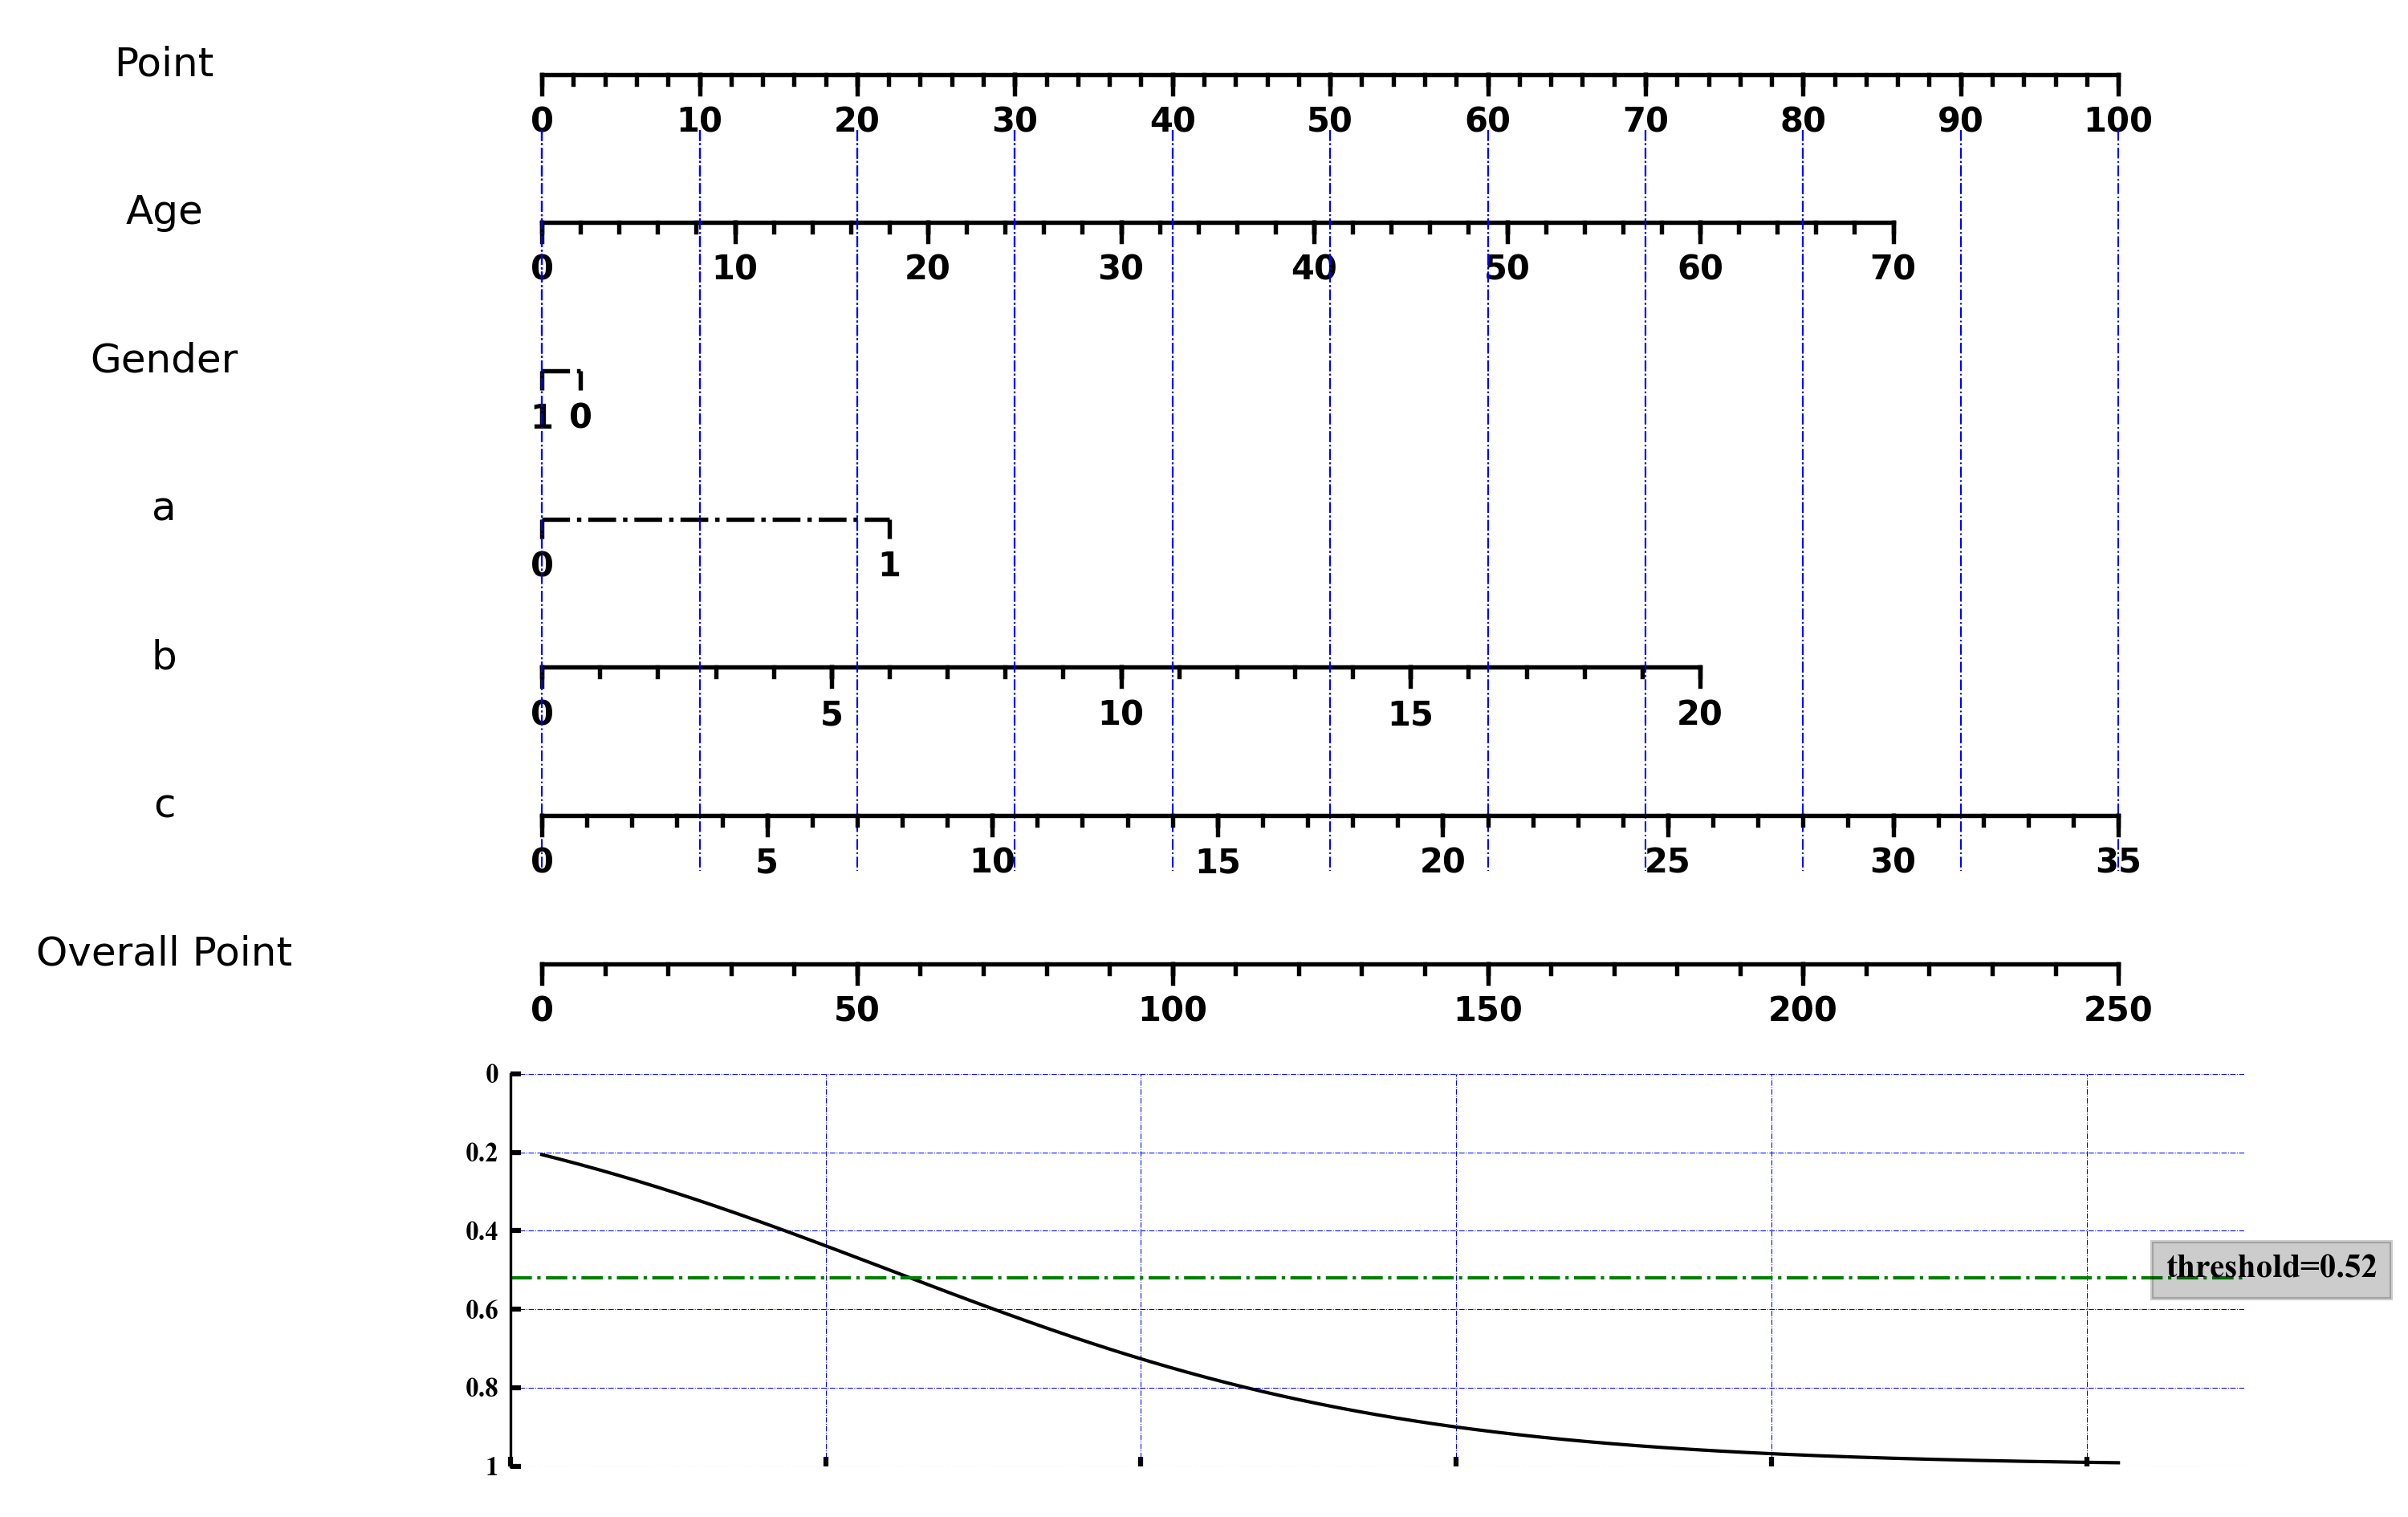 Point
0 10 20 30 40 50 60 70 80 90 100
Age
0 10 20 30 40 50 60 70
Gender
1 0
a
0 1
b
0 5 10 15 20
c
0 5 10 15 20 25 30 35
Overall Point
0 50 100 150 200 250
0
0.2
0.4
threshold=0.52
0.6
0.8
1